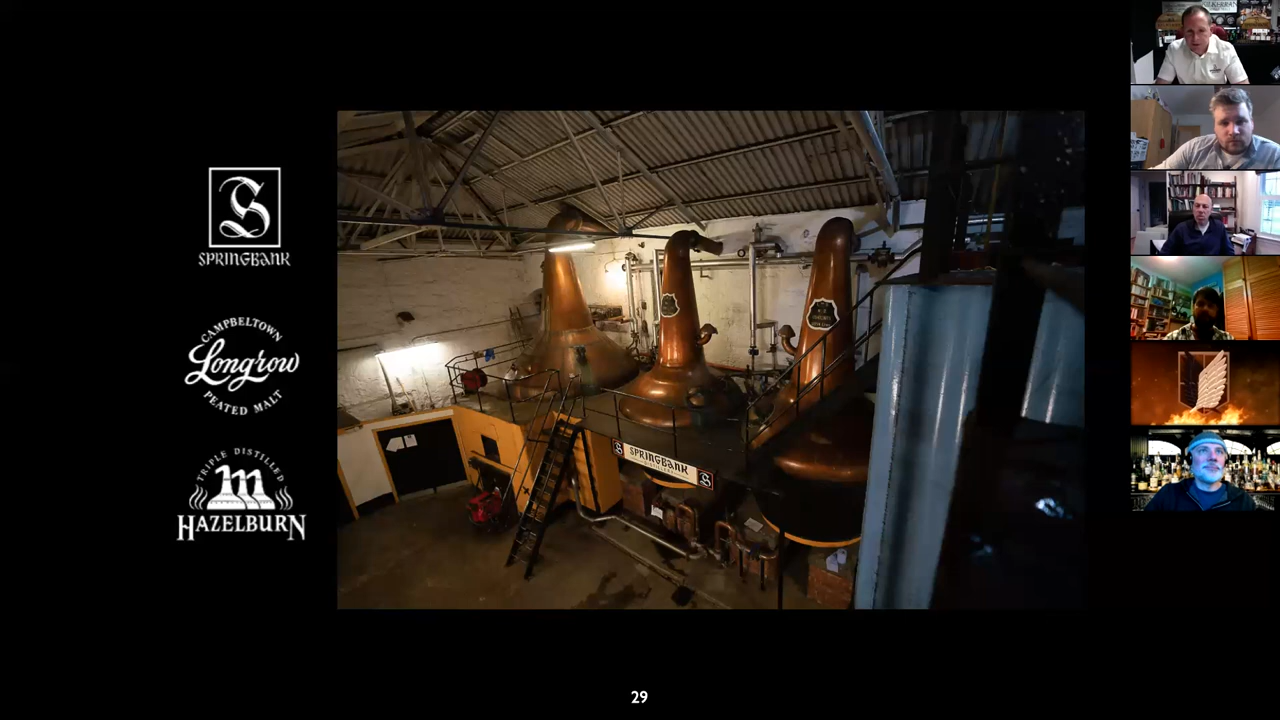 SPRINGBANK
CAMPBELTOWN
Longrow
PEATED MALT
TRIPLE DISTILLED
HAZELBURN
SPRINGBANK
29